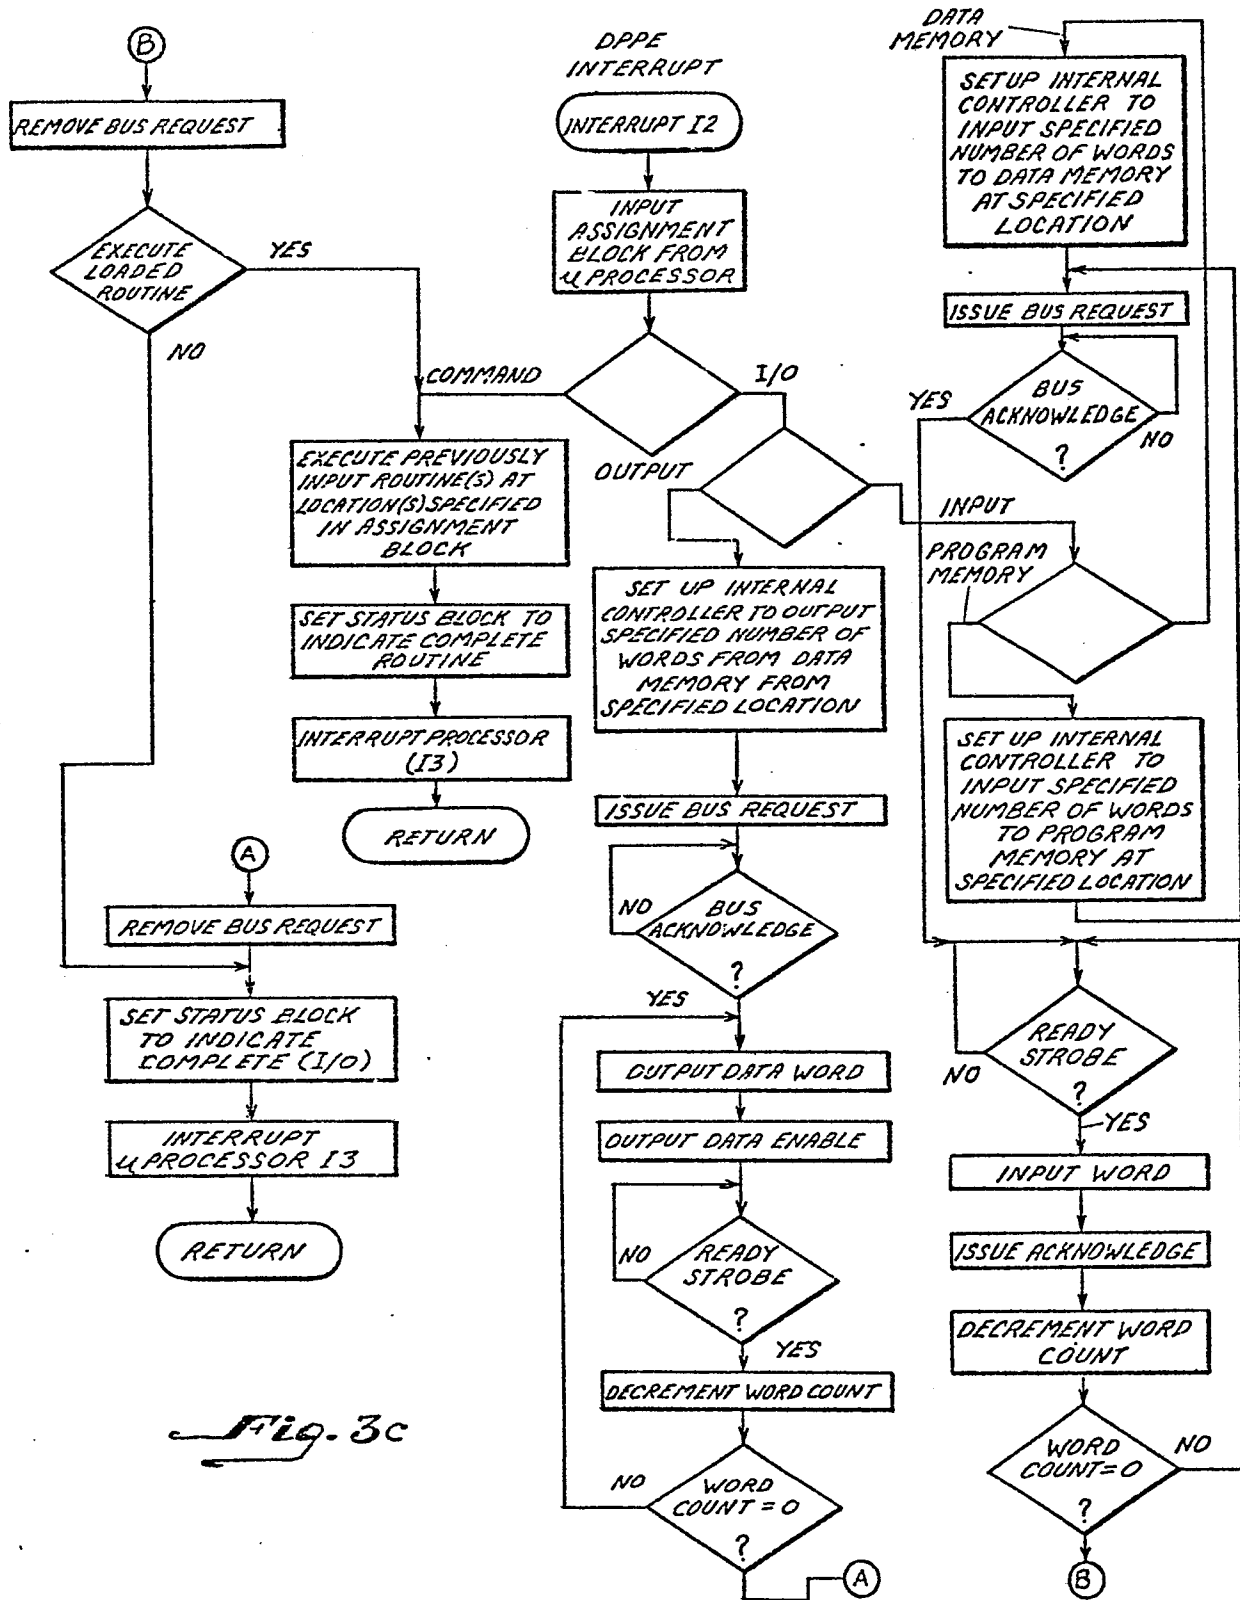 B
REMOVE BUS REQUEST
EXECUTE
LOADED
ROUTINE
YES
NO
A
REMOVE BUS REQUEST
SET STATUS BLOCK
TO INDICATE
COMPLETE (I/O)
INTERRUPT
μ PROCESSOR I3
RETURN
DPPE
INTERRUPT
INTERRUPT I2
INPUT
ASSIGNMENT
BLOCK FROM
μ PROCESSOR
COMMAND
I/O
EXECUTE PREVIOUSLY
INPUT ROUTINE(S) AT
LOCATION(S) SPECIFIED
IN ASSIGNMENT
BLOCK
SET STATUS BLOCK TO
INDICATE COMPLETE
ROUTINE
INTERRUPT PROCESSOR
(I3)
RETURN
OUTPUT
INPUT
SET UP INTERNAL
CONTROLLER TO OUTPUT
SPECIFIED NUMBER OF
WORDS FROM DATA
MEMORY FROM
SPECIFIED LOCATION
ISSUE BUS REQUEST
NO
BUS
ACKNOWLEDGE
?
YES
OUTPUT DATA WORD
OUTPUT DATA ENABLE
NO
READY
STROBE
?
YES
DECREMENT WORD COUNT
NO
WORD
COUNT = 0
?
A
DATA
MEMORY
SET UP INTERNAL
CONTROLLER TO
INPUT SPECIFIED
NUMBER OF WORDS
TO DATA MEMORY
AT SPECIFIED
LOCATION
ISSUE BUS REQUEST
YES
BUS
ACKNOWLEDGE
?
NO
PROGRAM
MEMORY
SET UP INTERNAL
CONTROLLER TO
INPUT SPECIFIED
NUMBER OF WORDS
TO PROGRAM
MEMORY AT
SPECIFIED LOCATION
READY
STROBE
?
NO
YES
INPUT WORD
ISSUE ACKNOWLEDGE
DECREMENT WORD
COUNT
WORD
COUNT = 0
?
NO
B
Fig. 3c